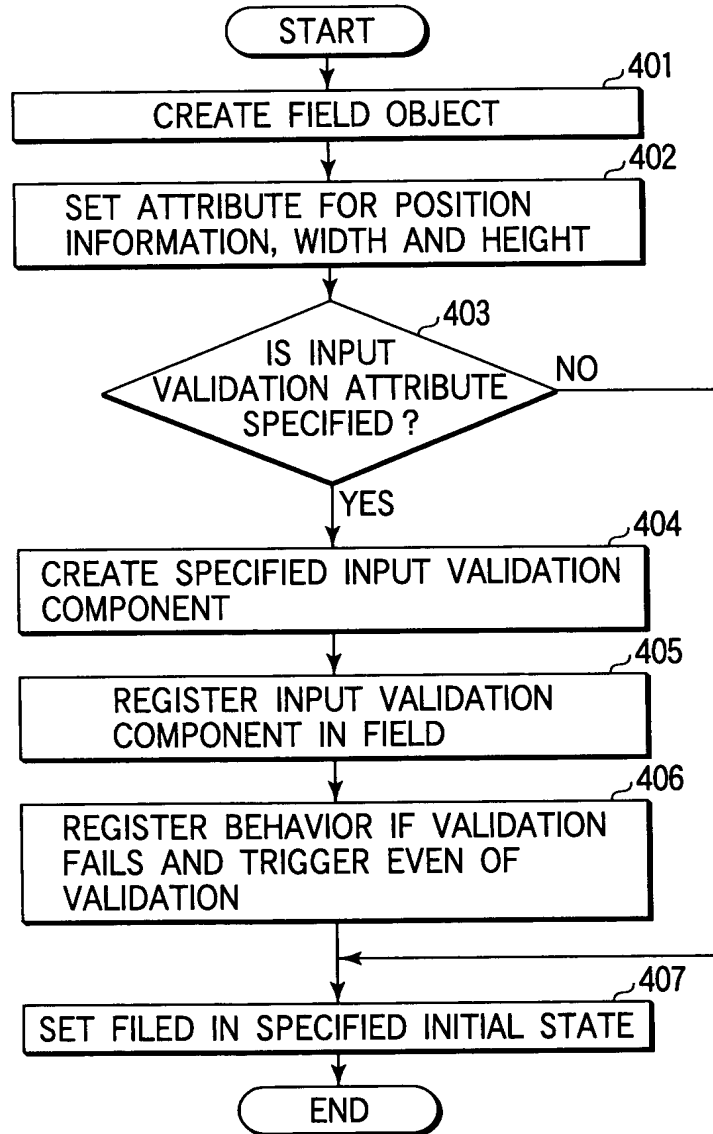 START
401
CREATE FIELD OBJECT
402
SET ATTRIBUTE FOR POSITION
INFORMATION, WIDTH AND HEIGHT
403
IS INPUT
VALIDATION ATTRIBUTE
SPECIFIED?
NO
YES
404
CREATE SPECIFIED INPUT VALIDATION
COMPONENT
405
REGISTER INPUT VALIDATION
COMPONENT IN FIELD
406
REGISTER BEHAVIOR IF VALIDATION
FAILS AND TRIGGER EVEN OF
VALIDATION
407
SET FILED IN SPECIFIED INITIAL STATE
END